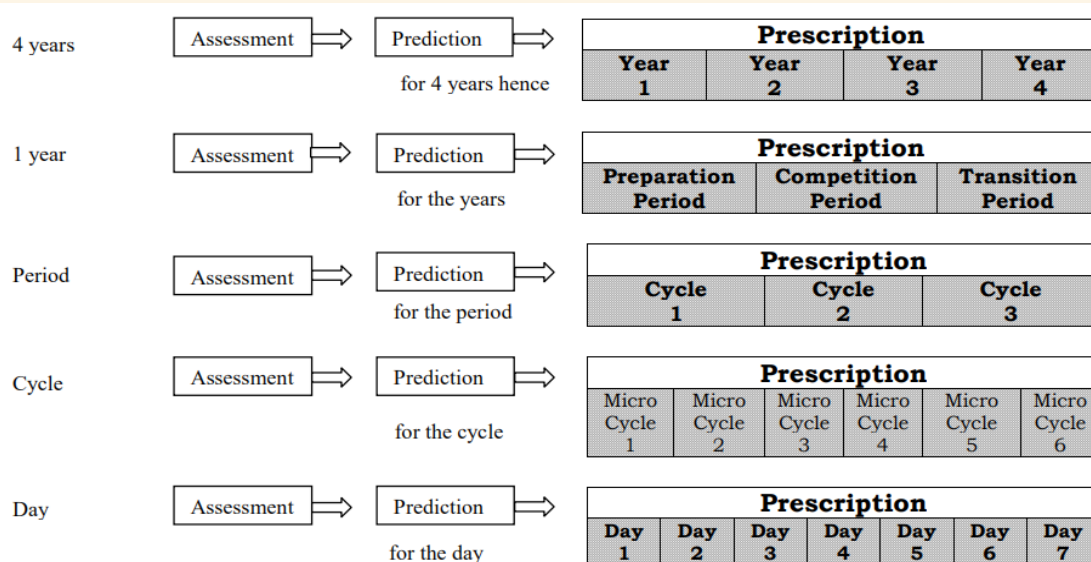 4 years
Assessment
Prediction
for 4 years hence
Prescription
Year 1
Year 2
Year 3
Year 4
1 year
Assessment
Prediction
for the years
Prescription
Preparation Period
Competition Period
Transition Period
Period
Assessment
Prediction
for the period
Prescription
Cycle 1
Cycle 2
Cycle 3
Cycle
Assessment
Prediction
for the cycle
Prescription
Micro Cycle 1
Micro Cycle 2
Micro Cycle 3
Micro Cycle 4
Micro Cycle 5
Micro Cycle 6
Day
Assessment
Prediction
for the day
Prescription
Day 1
Day 2
Day 3
Day 4
Day 5
Day 6
Day 7